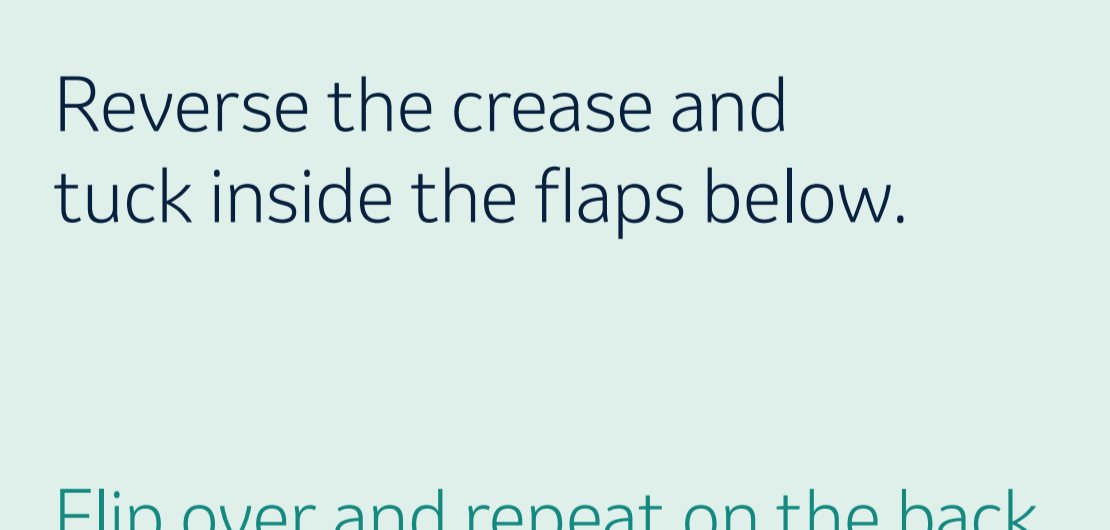 Reverse the crease and
tuck inside the flaps below.
Flip over and repeat on the back